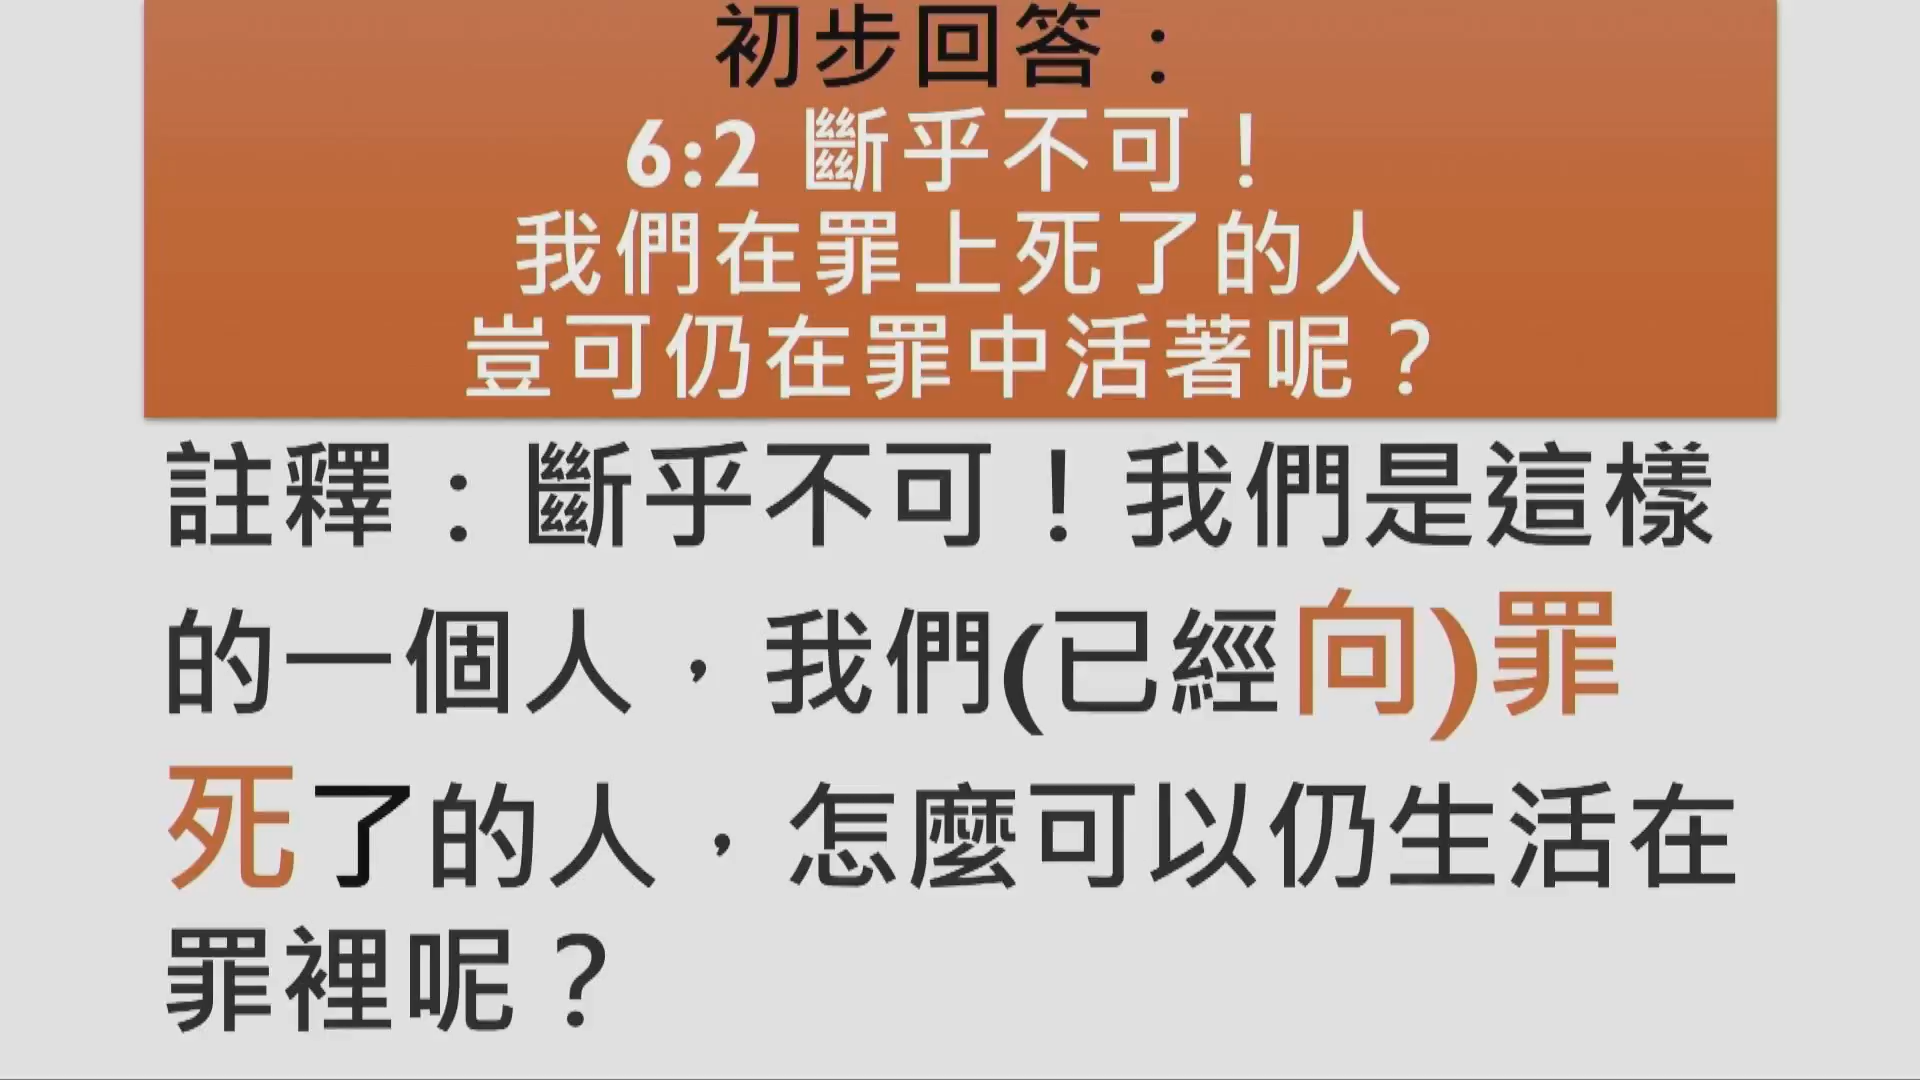 初步回答：
6:2 斷乎不可！
我們在罪上死了的人
豈可仍在罪中活著呢？
註釋：斷乎不可！我們是這樣
的一個人，我們(已經向)罪
死了的人，怎麼可以仍生活在
罪裡呢？